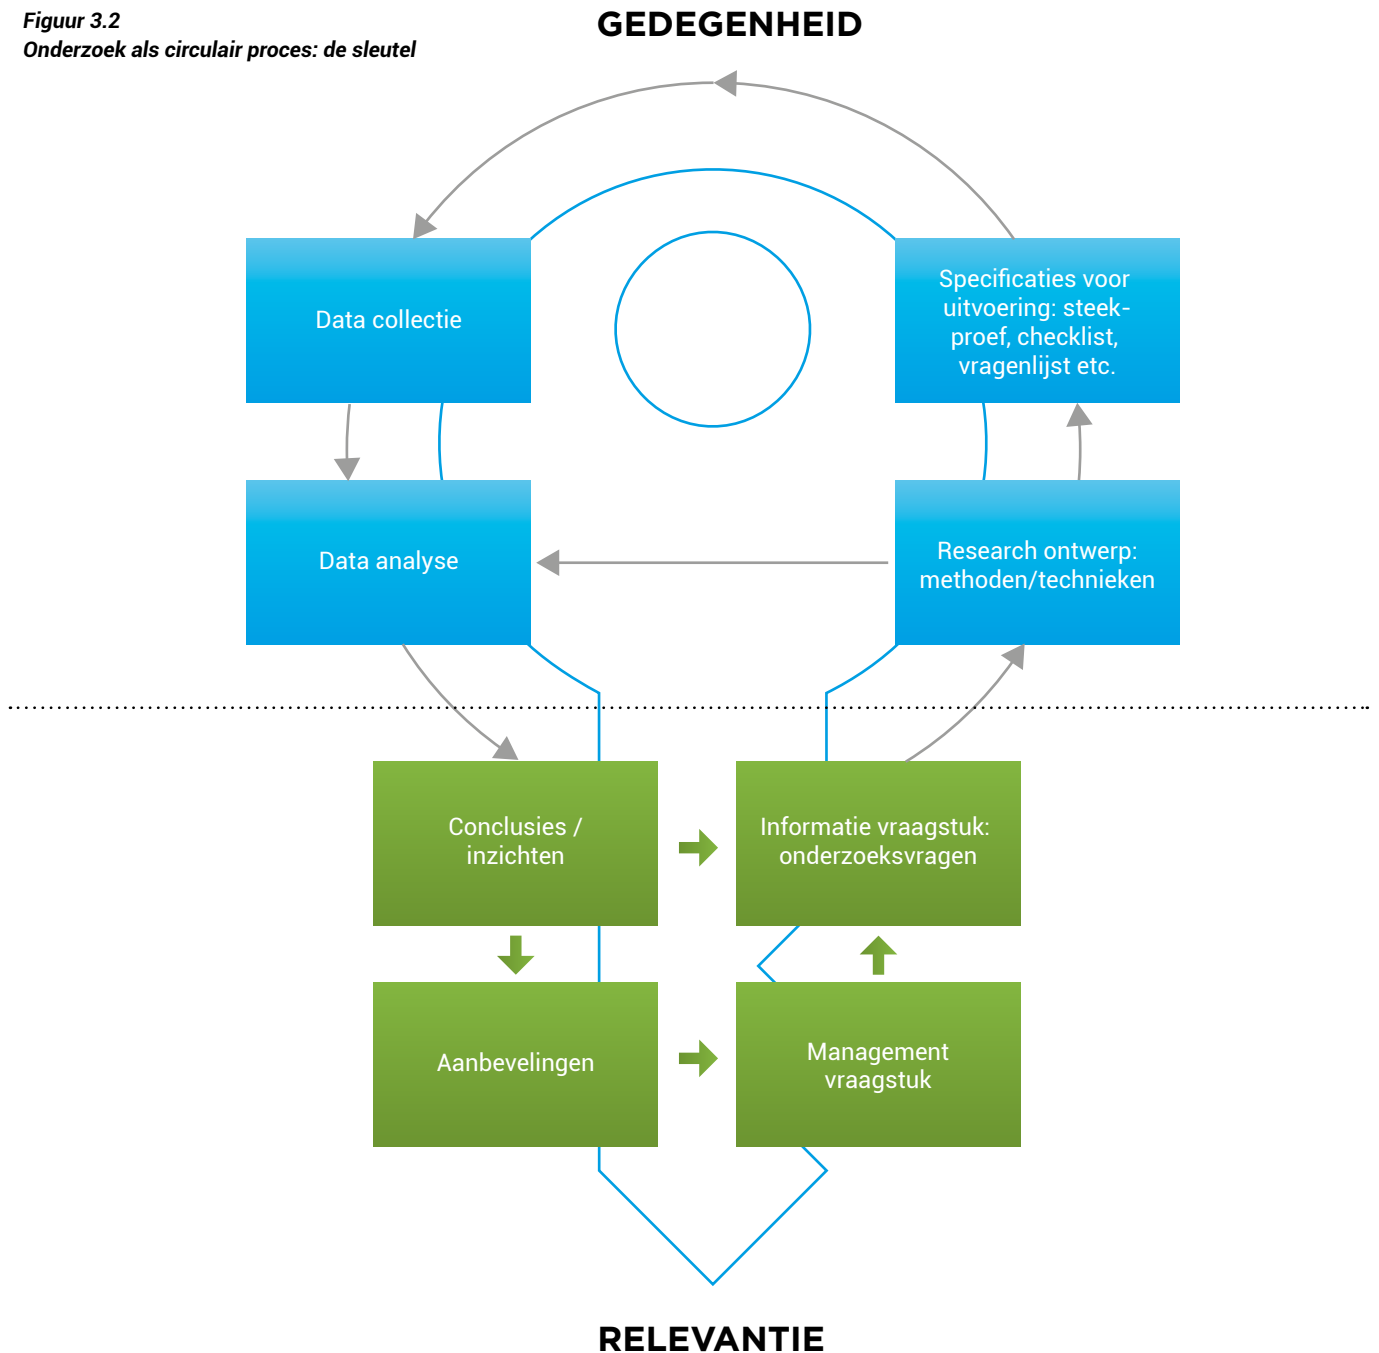 Figuur 3.2
Onderzoek als circulair proces: de sleutel
GEDEGENHEID
Data collectie
Specificaties voor
uitvoering: steek-
proef, checklist,
vragenlijst etc.
Data analyse
Research ontwerp:
methoden/technieken
Conclusies /
inzichten
Informatie vraagstuk:
onderzoeksvragen
Aanbevelingen
Management
vraagstuk
RELEVANTIE